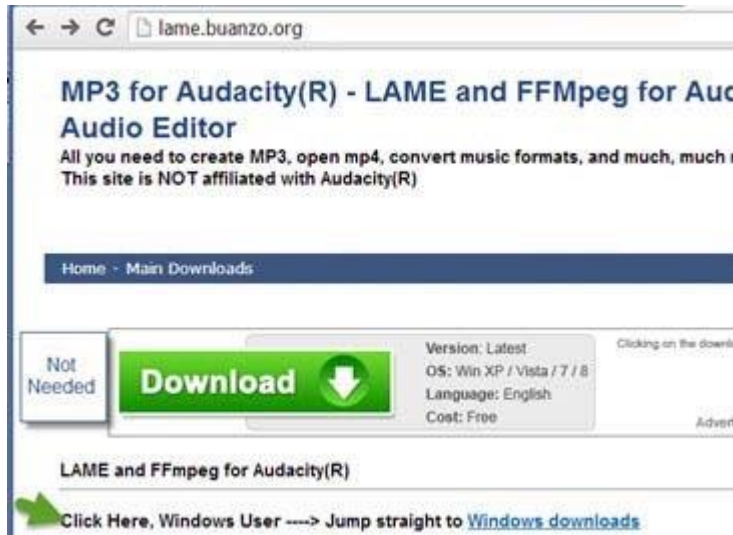 lame.buanzo.org
MP3 for Audacity(R) - LAME and FFMpeg for Aud
Audio Editor
All you need to create MP3, open mp4, convert music formats, and much, much
This site is NOT affiliated with Audacity(R)
Home - Main Downloads
Not
Needed
Download
Version: Latest
OS: Win XP / Vista / 7 / 8
Language: English
Cost: Free
Clicking on the downl
Advert
LAME and FFmpeg for Audacity(R)
Click Here, Windows User ----> Jump straight to Windows downloads